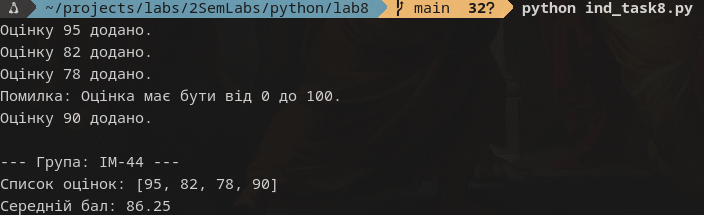 ~/projects/labs/2SemLabs/python/lab8 main 32? python ind_task8.py
Оцінку 95 додано.
Оцінку 82 додано.
Оцінку 78 додано.
Помилка: Оцінка має бути від 0 до 100.
Оцінку 90 додано.
--- Група: ІМ-44 ---
Список оцінок: [95, 82, 78, 90]
Середній бал: 86.25